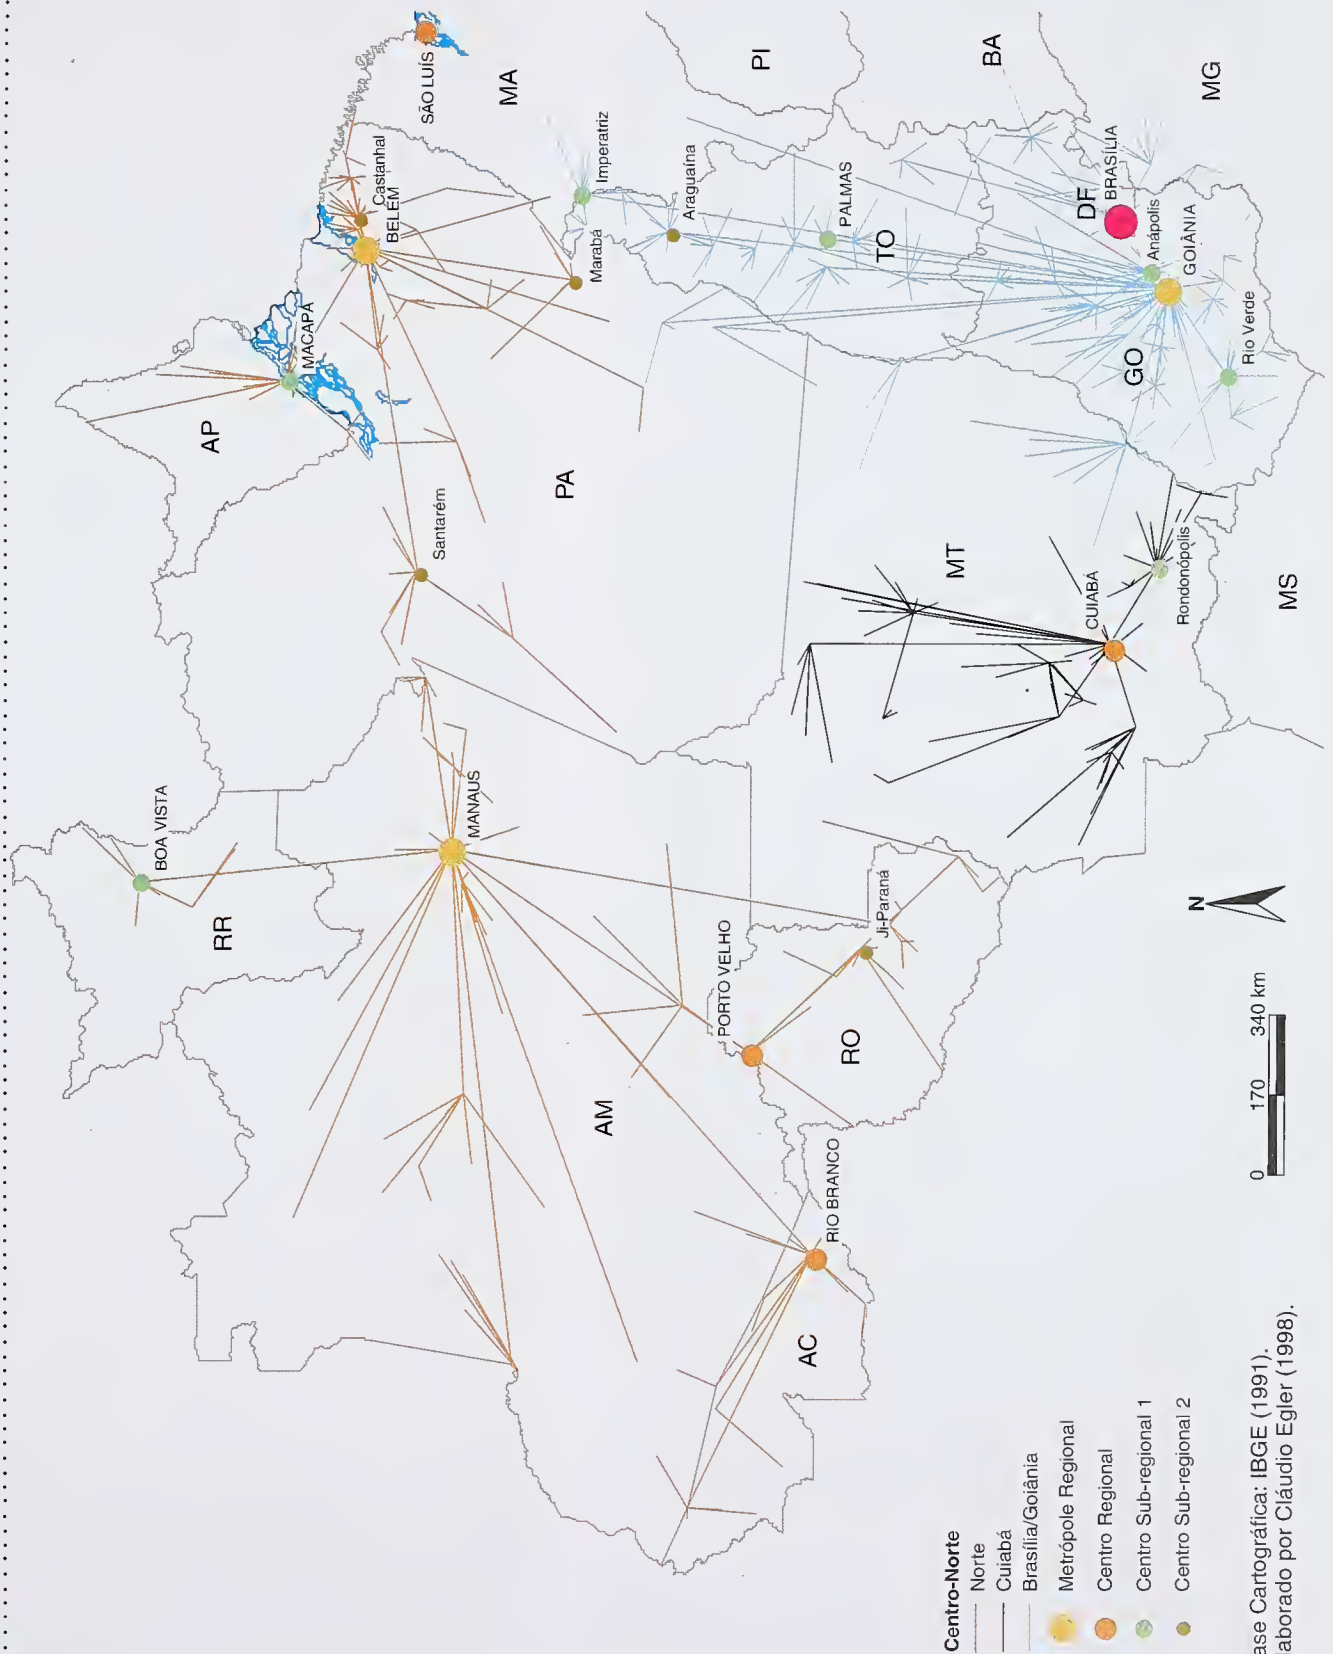 BOA VISTA
RR
AP
MACAPÁ
SÃO LUÍS
MA
Castanhal
BELÉM
Santarém
MANAUS
PA
Marabá
Imperatriz
Araguaína
PI
PALMAS
TO
BA
AM
PORTO VELHO
Ji-Paraná
RO
RIO BRANCO
AC
MT
CUIABÁ
Rondonópolis
MS
GO
DF
BRASÍLIA
Anápolis
GOIÂNIA
Rio Verde
MG
N
0 170 340 km
Centro-Norte
Norte
Cuiabá
Brasília/Goiânia
Metrópole Regional
Centro Regional
Centro Sub-regional 1
Centro Sub-regional 2
ase Cartográfica: IBGE (1991).
laborado por Cláudio Egler (1998).